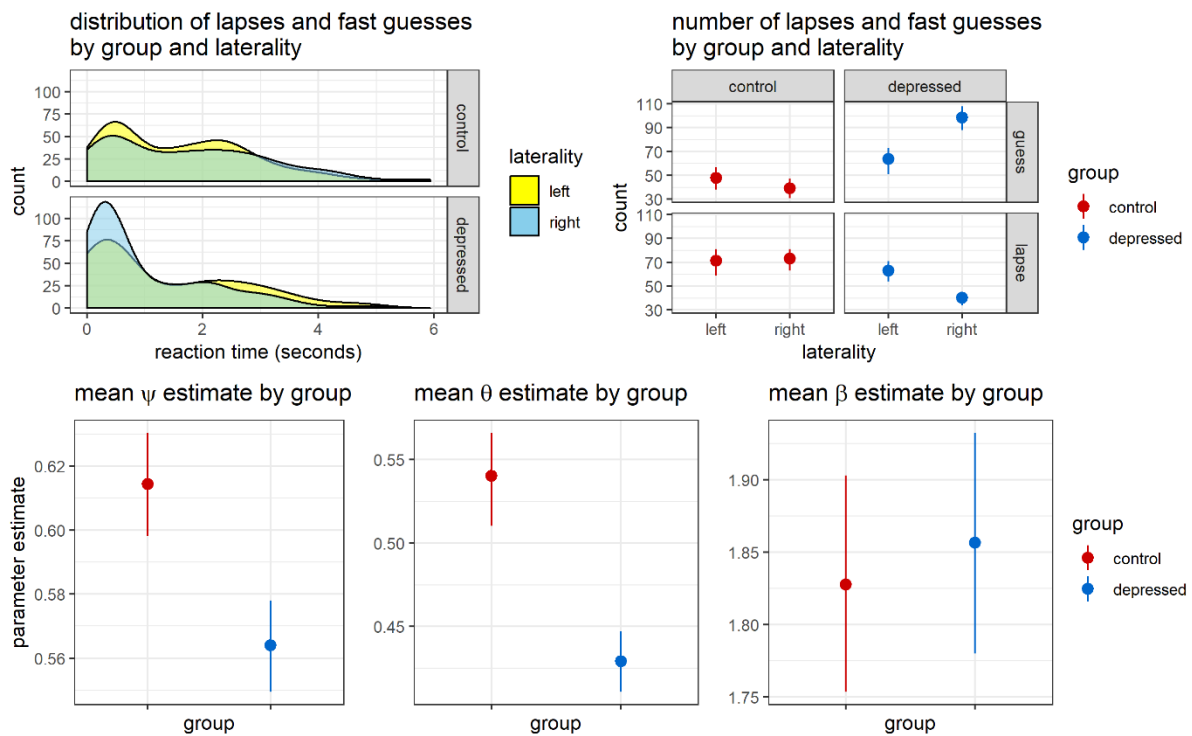 distribution of lapses and fast guesses
by group and laterality
count
100
75
50
25
0
control
100
75
50
25
0
depressed
0
2
4
6
reaction time (seconds)
laterality
left
right
number of lapses and fast guesses
by group and laterality
control
depressed
count
110
90
70
50
30
guess
110
90
70
50
30
lapse
left
right
left
right
laterality
group
control
depressed
mean ψ estimate by group
parameter estimate
0.62
0.60
0.58
0.56
group
mean θ estimate by group
0.55
0.50
0.45
group
mean β estimate by group
1.90
1.85
1.80
1.75
group
group
control
depressed